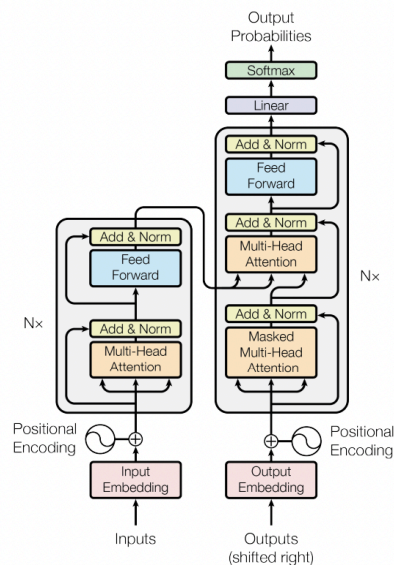 Output
Probabilities
Softmax
Linear
Add & Norm
Feed
Forward
Add & Norm
Multi-Head
Attention
Add & Norm
Masked
Multi-Head
Attention
N×
Add & Norm
Feed
Forward
Add & Norm
Multi-Head
Attention
N×
Positional
Encoding
Positional
Encoding
Input
Embedding
Output
Embedding
Inputs
Outputs
(shifted right)